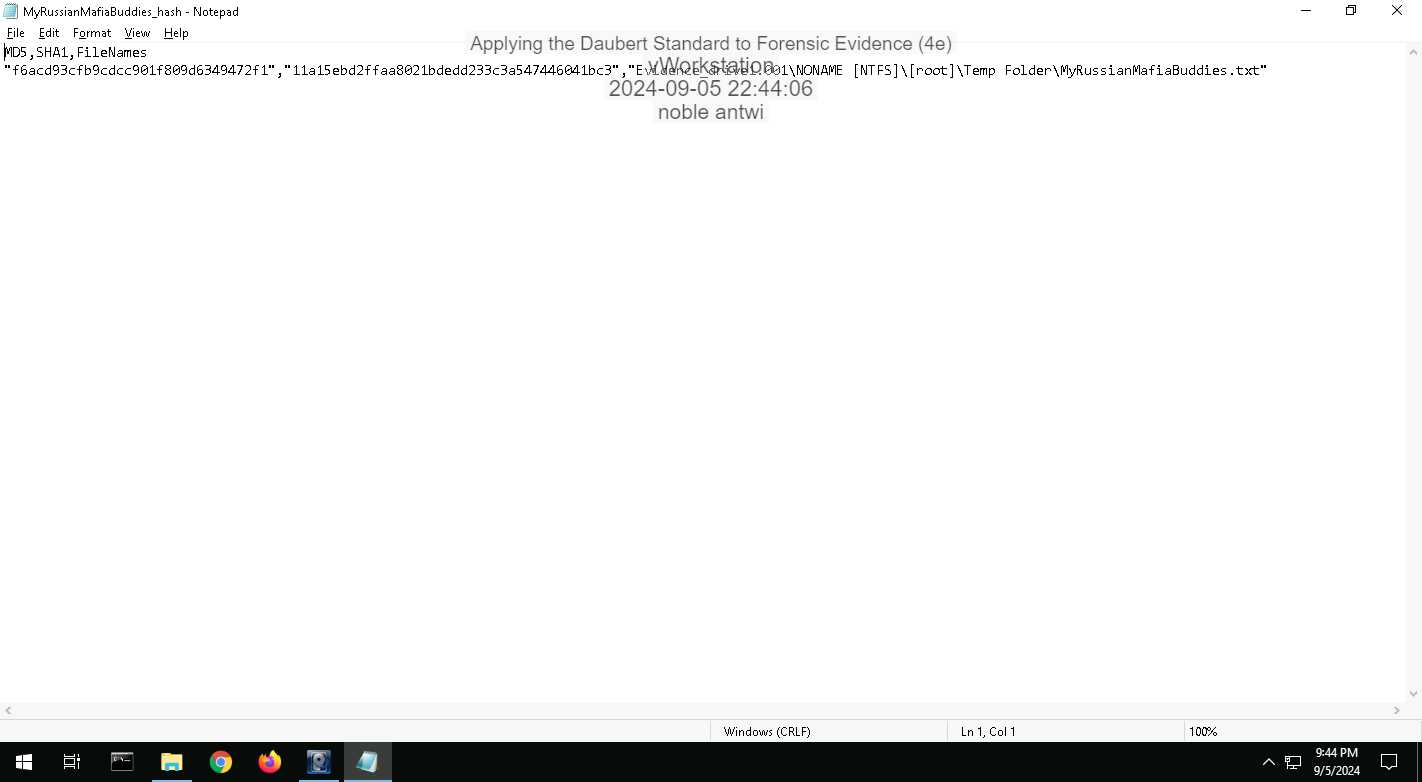 MyRussianMafiaBuddies_hash - Notepad
File Edit Format View Help
Applying the Daubert Standard to Forensic Evidence (4e)
MD5,SHA1,FileNames
vWorkstation
"f6acd93cfb9cdcc901f809d6349472f1","11a15ebd2ffaa8021bdedd233c3a547446041bc3","Evidence_drive1.001\NONAME [NTFS]\[root]\Temp Folder\MyRussianMafiaBuddies.txt"
2024-09-05 22:44:06
noble antwi
Windows (CRLF) Ln 1, Col 1 100%
9:44 PM
9/5/2024